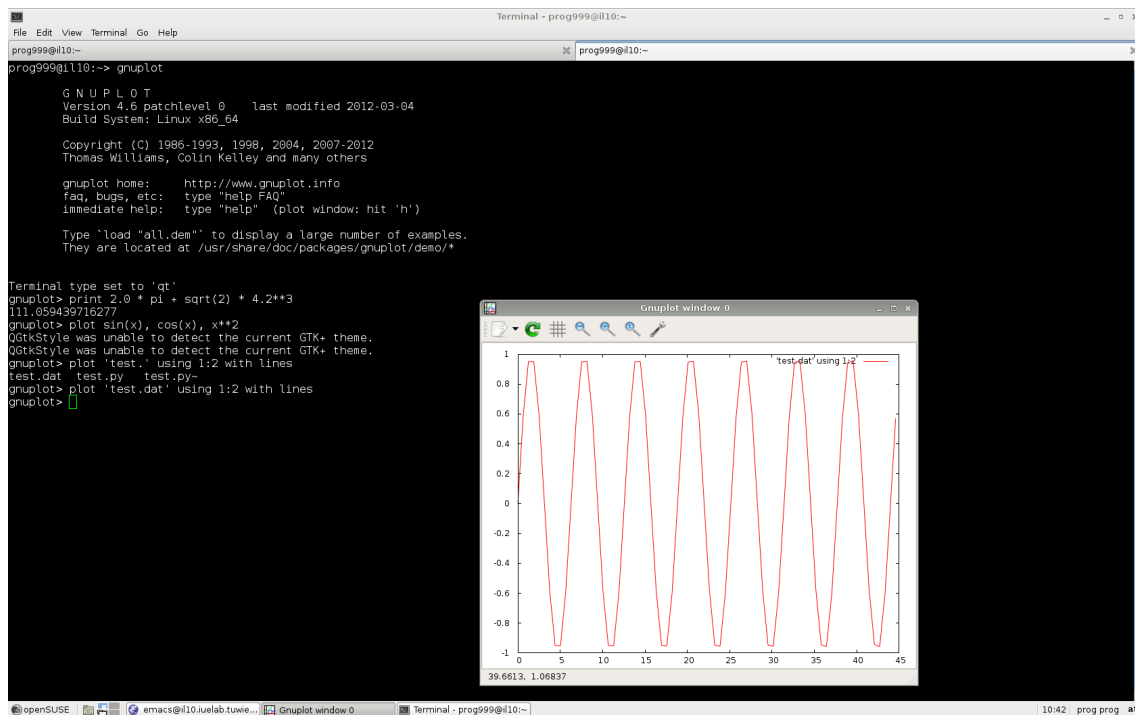 Terminal - prog999@il10:~
File Edit View Terminal Go Help
prog999@il10:~
prog999@il10:~
prog999@il10:~> gnuplot
G N U P L O T
Version 4.6 patchlevel 0    last modified 2012-03-04
Build System: Linux x86_64
Copyright (C) 1986-1993, 1998, 2004, 2007-2012
Thomas Williams, Colin Kelley and many others
gnuplot home:     http://www.gnuplot.info
faq, bugs, etc:   type "help FAQ"
immediate help:   type "help"  (plot window: hit 'h')
Type `load "all.dem"` to display a large number of examples.
They are located at /usr/share/doc/packages/gnuplot/demo/*
Terminal type set to 'qt'
gnuplot> print 2.0 * pi + sqrt(2) * 4.2**3
111.059439716277
gnuplot> plot sin(x), cos(x), x**2
QGtkStyle was unable to detect the current GTK+ theme.
QGtkStyle was unable to detect the current GTK+ theme.
gnuplot> plot 'test.' using 1:2 with lines
test.dat  test.py   test.py~
gnuplot> plot 'test.dat' using 1:2 with lines
gnuplot>
Gnuplot window 0
'test.dat' using 1:2
1
0.8
0.6
0.4
0.2
0
-0.2
-0.4
-0.6
-0.8
-1
0 5 10 15 20 25 30 35 40 45
39.6613, 1.06837
openSUSE
emacs@il10.iuelab.tuwie...
Gnuplot window 0
Terminal - prog999@il10:~
10:42
prog prog